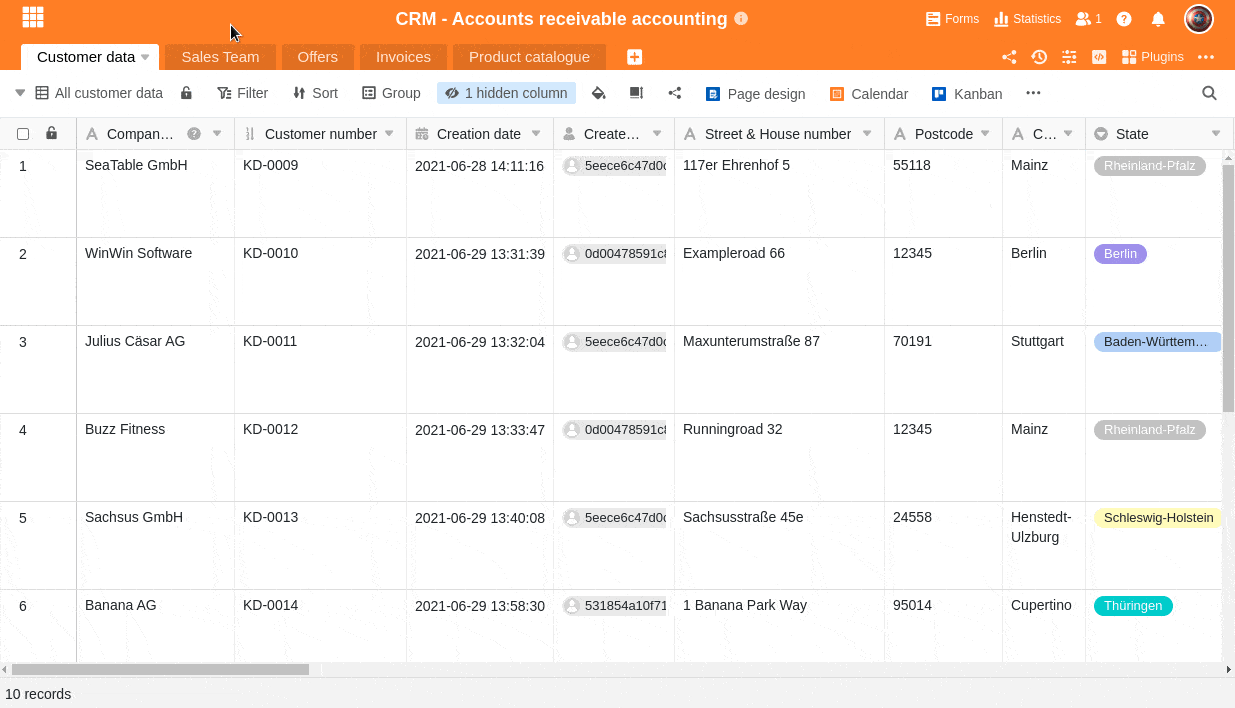 CRM - Accounts receivable accounting
Forms Statistics 1
Customer data Sales Team Offers Invoices Product catalogue Plugins
All customer data Filter Sort Group 1 hidden column Page design Calendar Kanban
Compan… Customer number Creation date Create… Street & House number Postcode C… State
1 SeaTable GmbH KD-0009 2021-06-28 14:11:16 5eece6c47d0c 117er Ehrenhof 5 55118 Mainz Rheinland-Pfalz
2 WinWin Software KD-0010 2021-06-29 13:31:39 0d00478591c8 Exampleroad 66 12345 Berlin Berlin
3 Julius Cäsar AG KD-0011 2021-06-29 13:32:04 5eece6c47d0c Maxunterumstraße 87 70191 Stuttgart Baden-Württem…
4 Buzz Fitness KD-0012 2021-06-29 13:33:47 0d00478591c8 Runningroad 32 12345 Mainz Rheinland-Pfalz
5 Sachsus GmbH KD-0013 2021-06-29 13:40:08 5eece6c47d0c Sachsusstraße 45e 24558 Henstedt-Ulzburg Schleswig-Holstein
6 Banana AG KD-0014 2021-06-29 13:58:30 531854a10f71 1 Banana Park Way 95014 Cupertino Thüringen
10 records